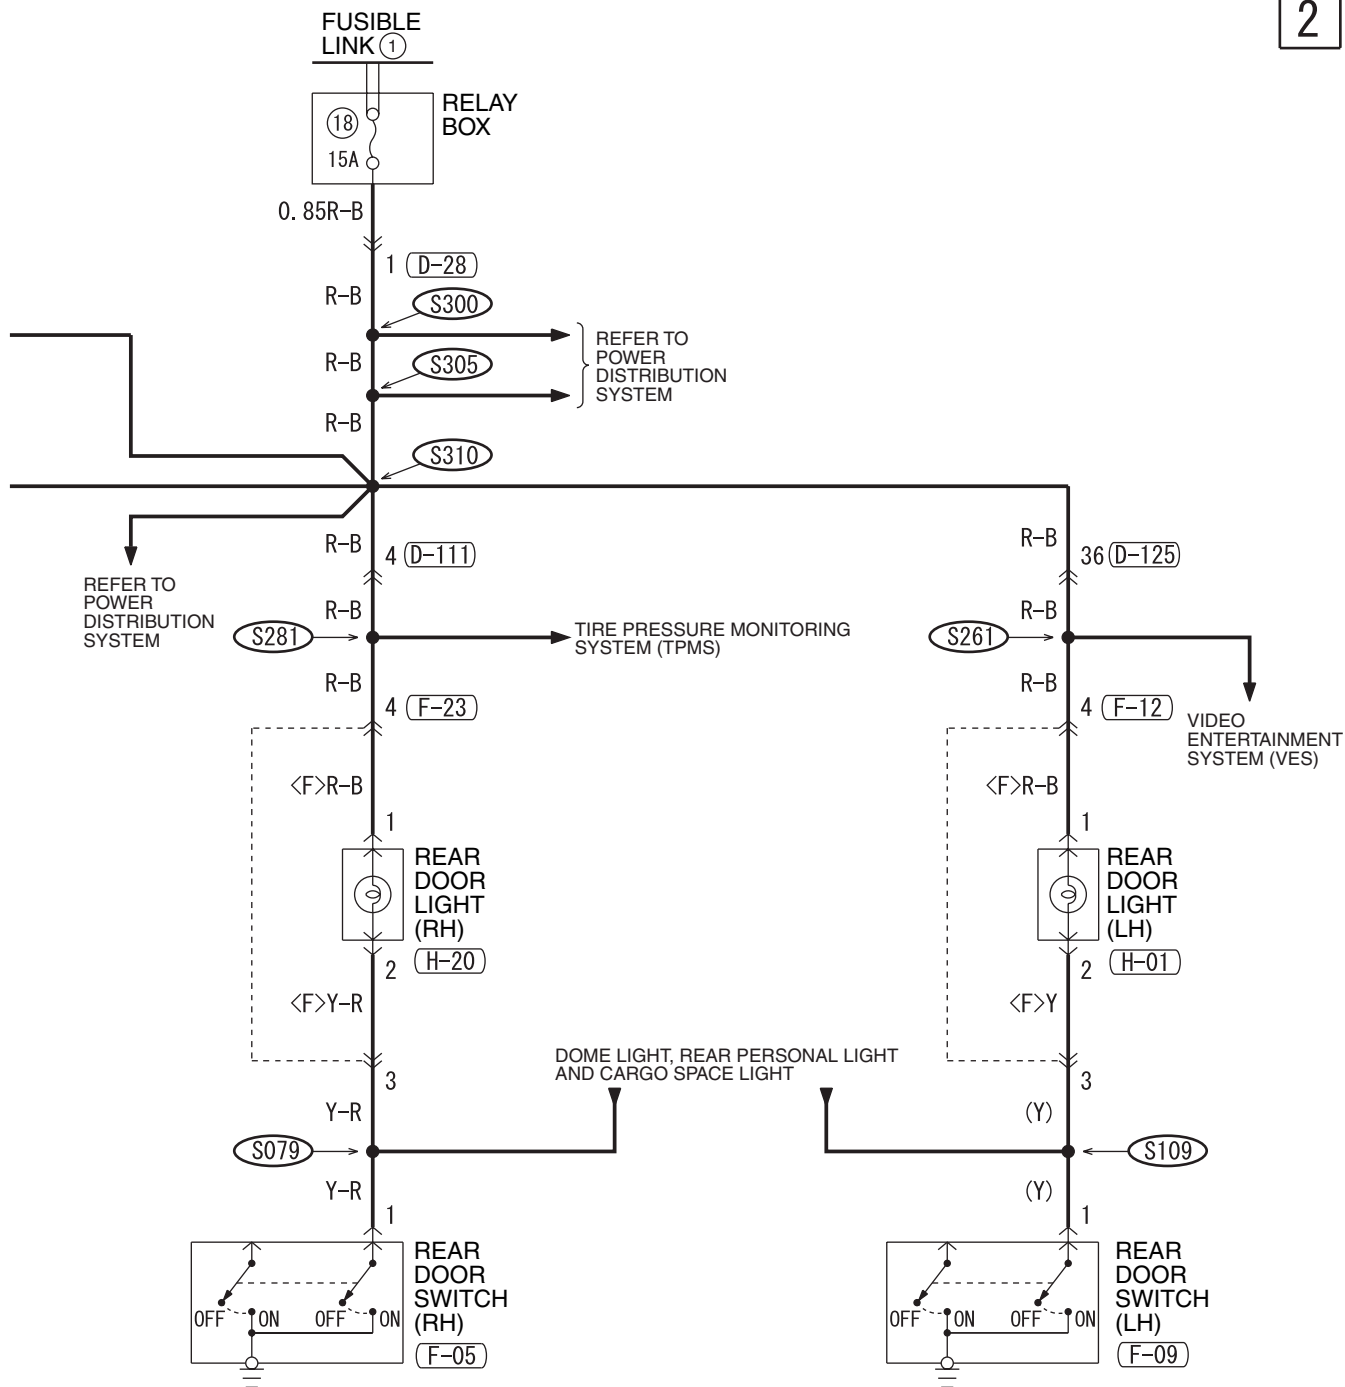 2
FUSIBLE
LINK 1
RELAY
BOX
18
15A
0.85R-B
1 D-28
R-B
S300
REFER TO
POWER
DISTRIBUTION
SYSTEM
R-B
S305
R-B
S310
R-B
4 D-111
R-B
36 D-125
REFER TO
POWER
DISTRIBUTION
SYSTEM
R-B
S281
TIRE PRESSURE MONITORING
SYSTEM (TPMS)
R-B
S261
R-B
4 F-23
R-B
4 F-12
VIDEO
ENTERTAINMENT
SYSTEM (VES)
<F>R-B
<F>R-B
1
1
REAR
DOOR
LIGHT
(RH)
H-20
REAR
DOOR
LIGHT
(LH)
H-01
2
2
<F>Y-R
<F>Y
DOME LIGHT, REAR PERSONAL LIGHT
AND CARGO SPACE LIGHT
3
3
Y-R
(Y)
S079
S109
Y-R
(Y)
1
1
REAR
DOOR
SWITCH
(RH)
F-05
OFF ON OFF ON
REAR
DOOR
SWITCH
(LH)
F-09
OFF ON OFF ON